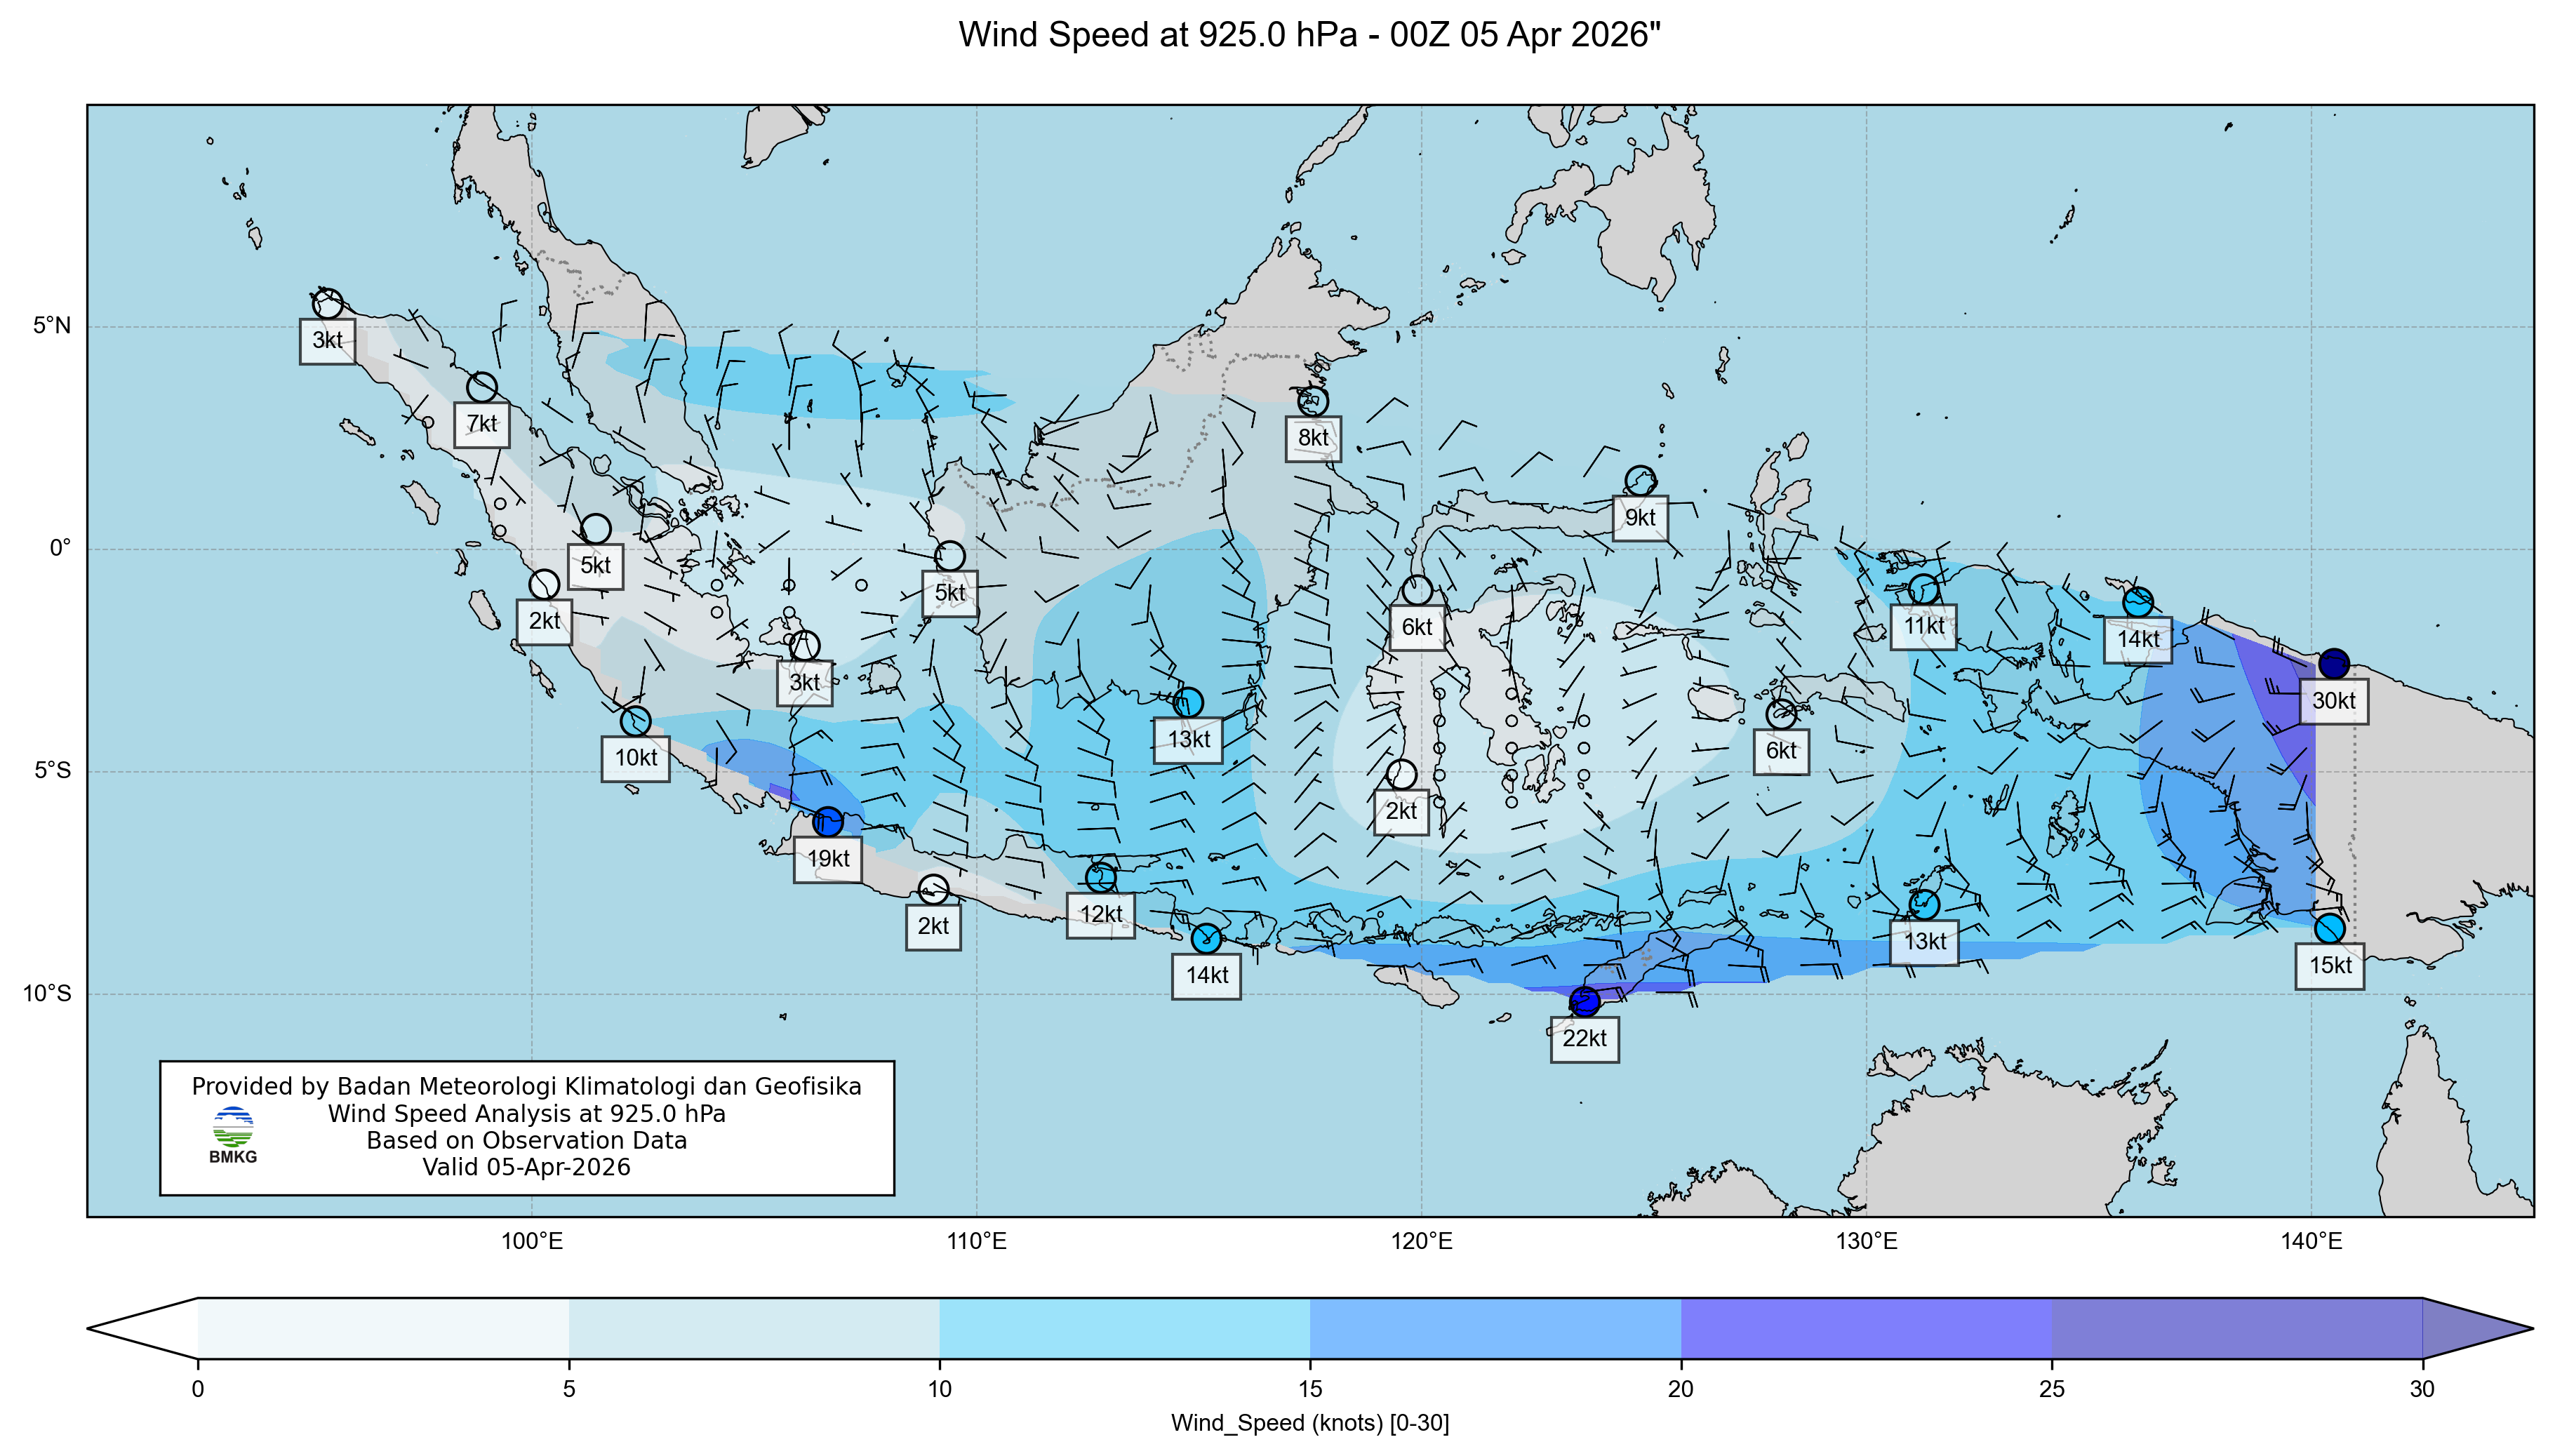 Wind Speed at 925.0 hPa - 00Z 05 Apr 2026"
5°N
0°
5°S
10°S
3kt
7kt
8kt
9kt
5kt
2kt
5kt
6kt
11kt
14kt
3kt
30kt
10kt
13kt
6kt
2kt
19kt
2kt
12kt
14kt
13kt
15kt
22kt
Provided by Badan Meteorologi Klimatologi dan Geofisika
Wind Speed Analysis at 925.0 hPa
Based on Observation Data
Valid 05-Apr-2026
BMKG
100°E 110°E 120°E 130°E 140°E
0 5 10 15 20 25 30
Wind_Speed (knots) [0-30]